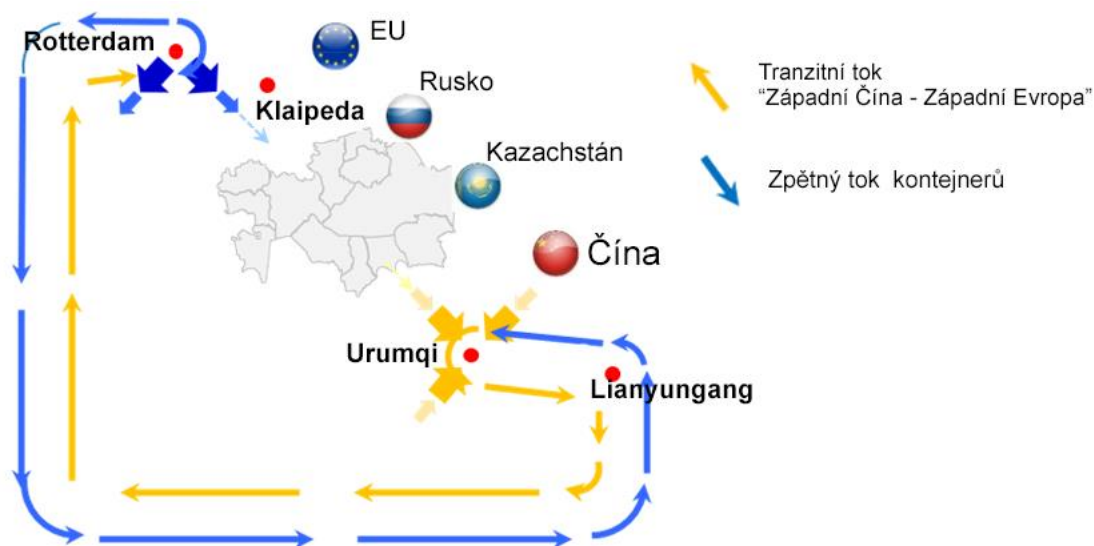 EU
Rotterdam
Rusko
Klaipeda
Kazachstán
Čína
Urumqi
Lianyungang
Tranzitní tok
“Západní Čína - Západní Evropa”
Zpětný tok kontejnerů